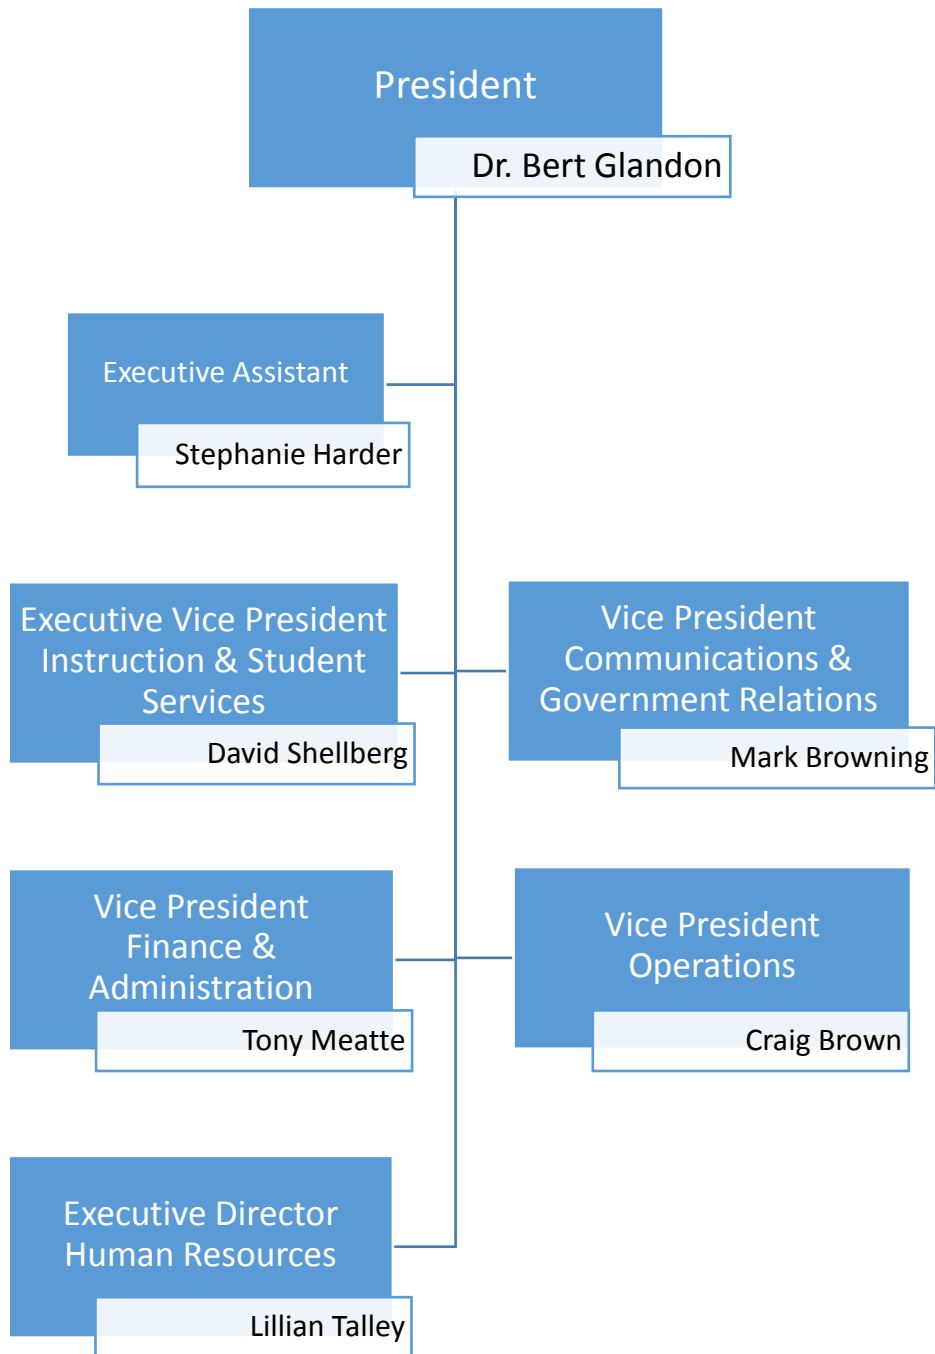 President
Dr. Bert Glandon
Executive Assistant
Stephanie Harder
Executive Vice President
Instruction & Student
Services
David Shellberg
Vice President
Communications &
Government Relations
Mark Browning
Vice President
Finance &
Administration
Tony Meatte
Vice President
Operations
Craig Brown
Executive Director
Human Resources
Lillian Talley